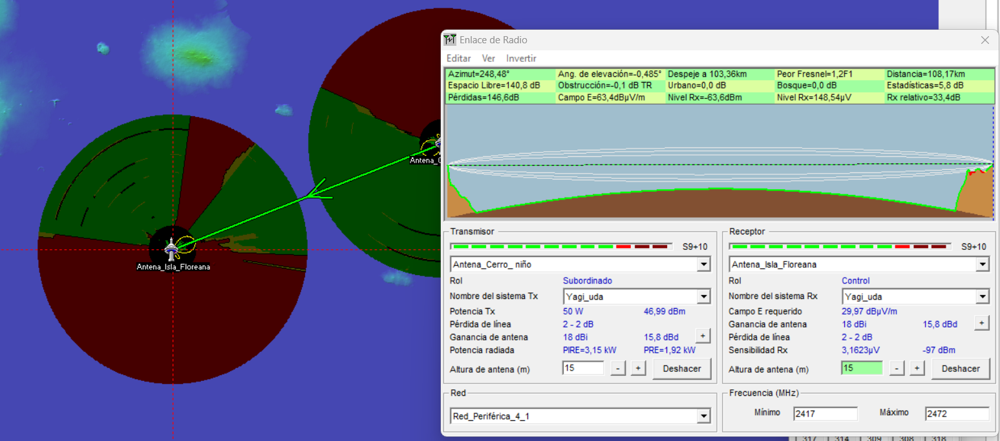 Enlace de Radio
Editar Ver Invertir
Azimut=248,48° Ang. de elevación=-0,485° Despeje a 103,36km Peor Fresnel=1,2F1 Distancia=108,17km
Espacio Libre=140,8 dB Obstrucción=-0,1 dB TR Urbano=0,0 dB Bosque=0,0 dB Estadísticas=5,8 dB
Pérdidas=146,6dB Campo E=63,4dBµV/m Nivel Rx=-63,6dBm Nivel Rx=148,54µV Rx relativo=33,4dB
Antena_C
Antena_Isla_Floreana
Transmisor
S9+10
Antena_Cerro_ niño
Rol Subordinado
Nombre del sistema Tx Yagi_uda
Potencia Tx 50 W 46,99 dBm
Pérdida de línea 2 - 2 dB
Ganancia de antena 18 dBi 15,8 dBd +
Potencia radiada PIRE=3,15 kW PRE=1,92 kW
Altura de antena (m) 15 - + Deshacer
Receptor
S9+10
Antena_Isla_Floreana
Rol Control
Nombre del sistema Rx Yagi_uda
Campo E requerido 29,97 dBµV/m
Ganancia de antena 18 dBi 15,8 dBd +
Pérdida de línea 2 - 2 dB
Sensibilidad Rx 3,1623µV -97 dBm
Altura de antena (m) 15 - + Deshacer
Red
Red_Periférica_4_1
Frecuencia (MHz)
Mínimo 2417 Máximo 2472
317 314 309 308 318